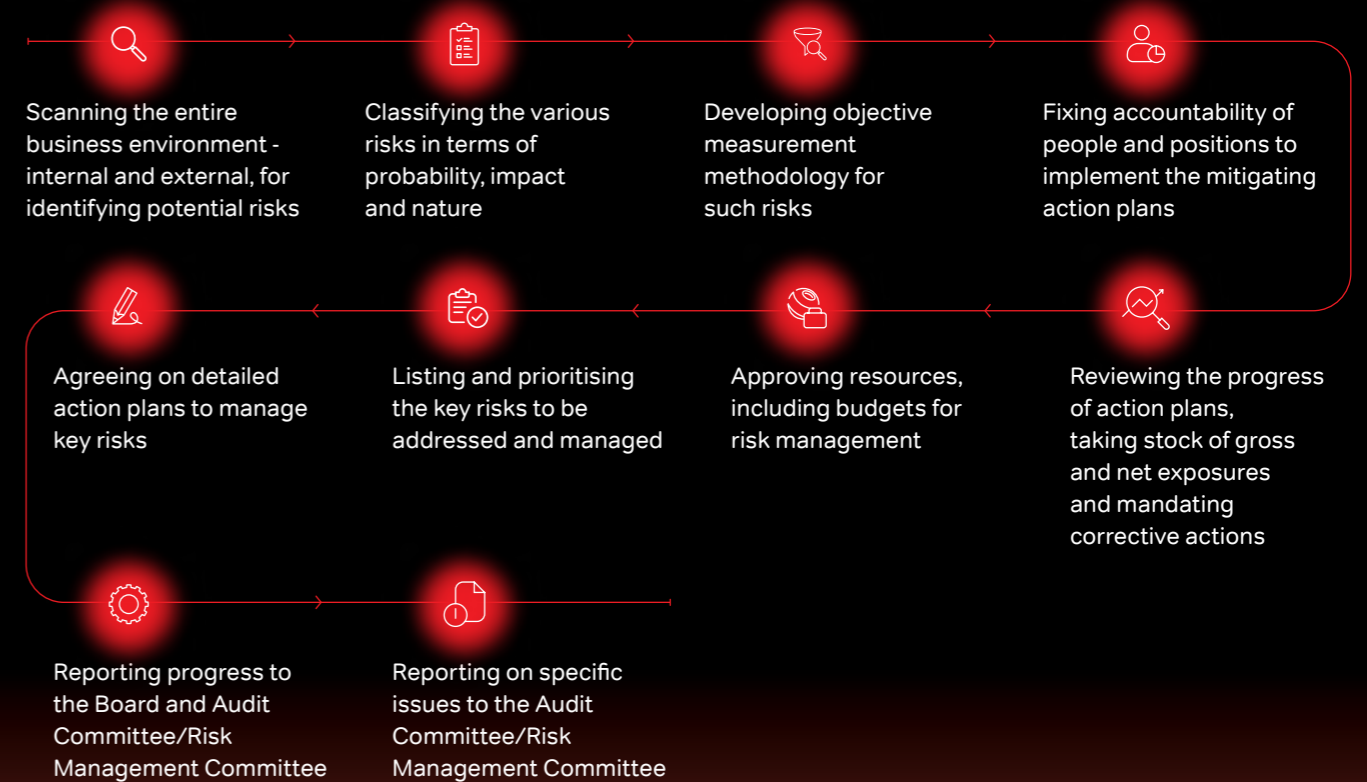 Scanning the entire
business environment -
internal and external, for
identifying potential risks
Classifying the various
risks in terms of
probability, impact
and nature
Developing objective
measurement
methodology for
such risks
Fixing accountability of
people and positions to
implement the mitigating
action plans
Reviewing the progress
of action plans,
taking stock of gross
and net exposures
and mandating
corrective actions
Approving resources,
including budgets for
risk management
Listing and prioritising
the key risks to be
addressed and managed
Agreeing on detailed
action plans to manage
key risks
Reporting progress to
the Board and Audit
Committee/Risk
Management Committee
Reporting on specific
issues to the Audit
Committee/Risk
Management Committee